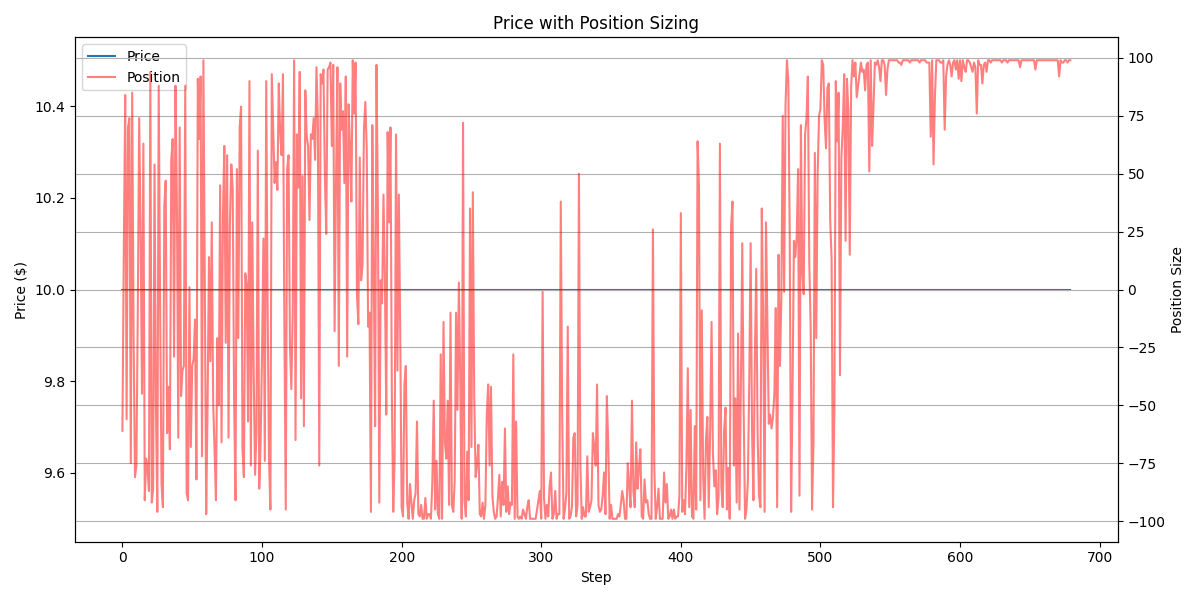 Price with Position Sizing
Price
Position
10.4
10.2
10.0
9.8
9.6
Price ($)
100
75
50
25
0
−25
−50
−75
−100
Position Size
0 100 200 300 400 500 600 700
Step